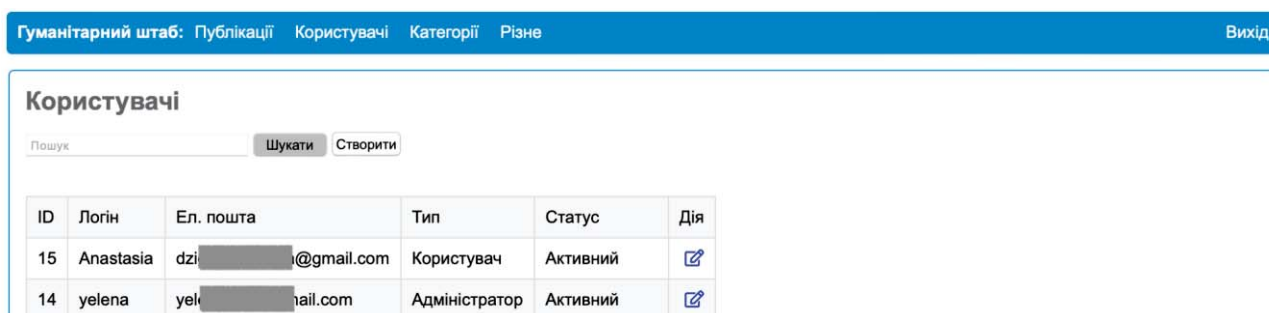 Гуманітарний штаб: Публікації Користувачі Категорії Різне Вихід
Користувачі
Пошук Шукати Створити
ID Логін Ел. пошта Тип Статус Дія
15 Anastasia dzi @gmail.com Користувач Активний
14 yelena yel ail.com Адміністратор Активний